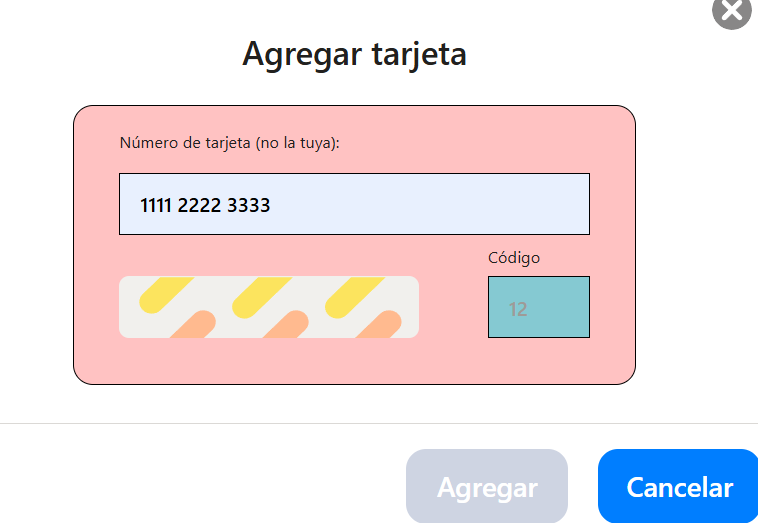 Agregar tarjeta
Número de tarjeta (no la tuya):
1111 2222 3333
Código
12
Agregar
Cancelar